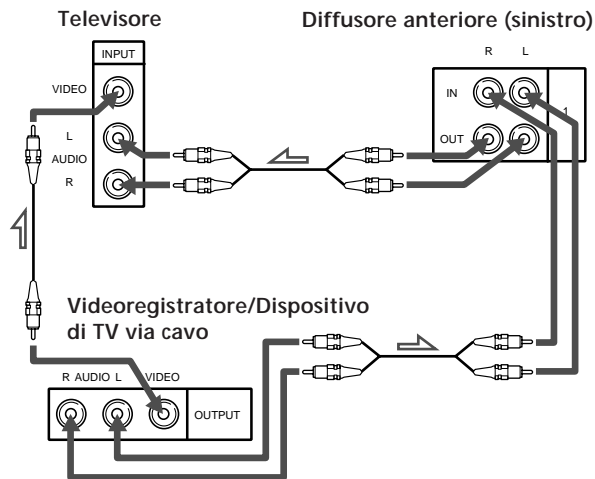 Televisore
Diffusore anteriore (sinistro)
INPUT
R L
VIDEO
IN
1
L
OUT
AUDIO
R
Videoregistratore/Dispositivo
di TV via cavo
R AUDIO L VIDEO
OUTPUT